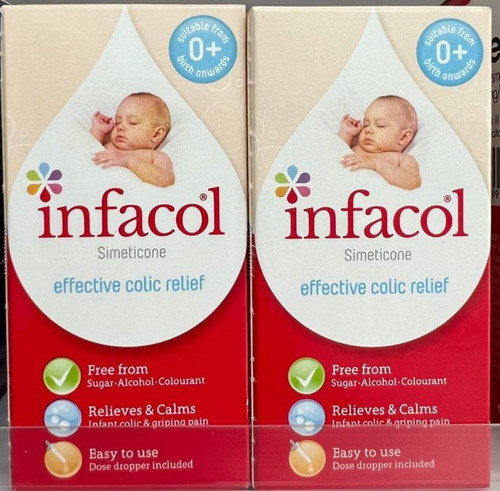 suitable from
0+
birth onwards
infacol®
Simeticone
effective colic relief
Free from
Sugar·Alcohol·Colourant
Relieves & Calms
Infant colic & griping pain
Easy to use
Dose dropper included
suitable from
0+
birth onwards
infacol®
Simeticone
effective colic relief
Free from
Sugar·Alcohol·Colourant
Relieves & Calms
Infant colic & griping pain
Easy to use
Dose dropper included